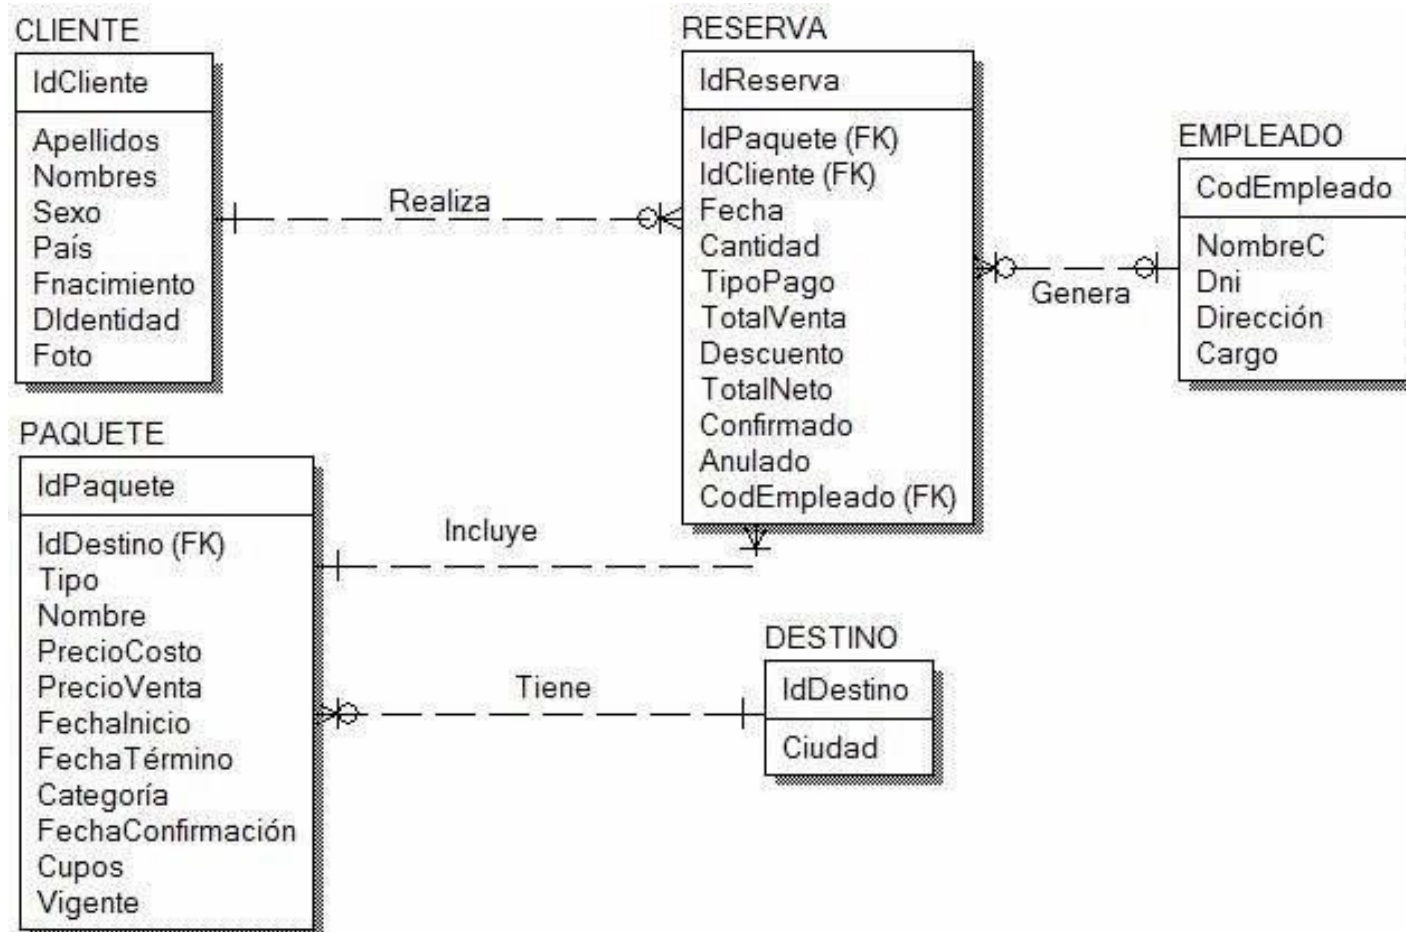 CLIENTE
IdCliente
Apellidos
Nombres
Sexo
País
Fnacimiento
DIdentidad
Foto
Realiza
RESERVA
IdReserva
IdPaquete (FK)
IdCliente (FK)
Fecha
Cantidad
TipoPago
TotalVenta
Descuento
TotalNeto
Confirmado
Anulado
CodEmpleado (FK)
Genera
EMPLEADO
CodEmpleado
NombreC
Dni
Dirección
Cargo
PAQUETE
IdPaquete
IdDestino (FK)
Tipo
Nombre
PrecioCosto
PrecioVenta
FechaInicio
FechaTérmino
Categoría
FechaConfirmación
Cupos
Vigente
Incluye
Tiene
DESTINO
IdDestino
Ciudad